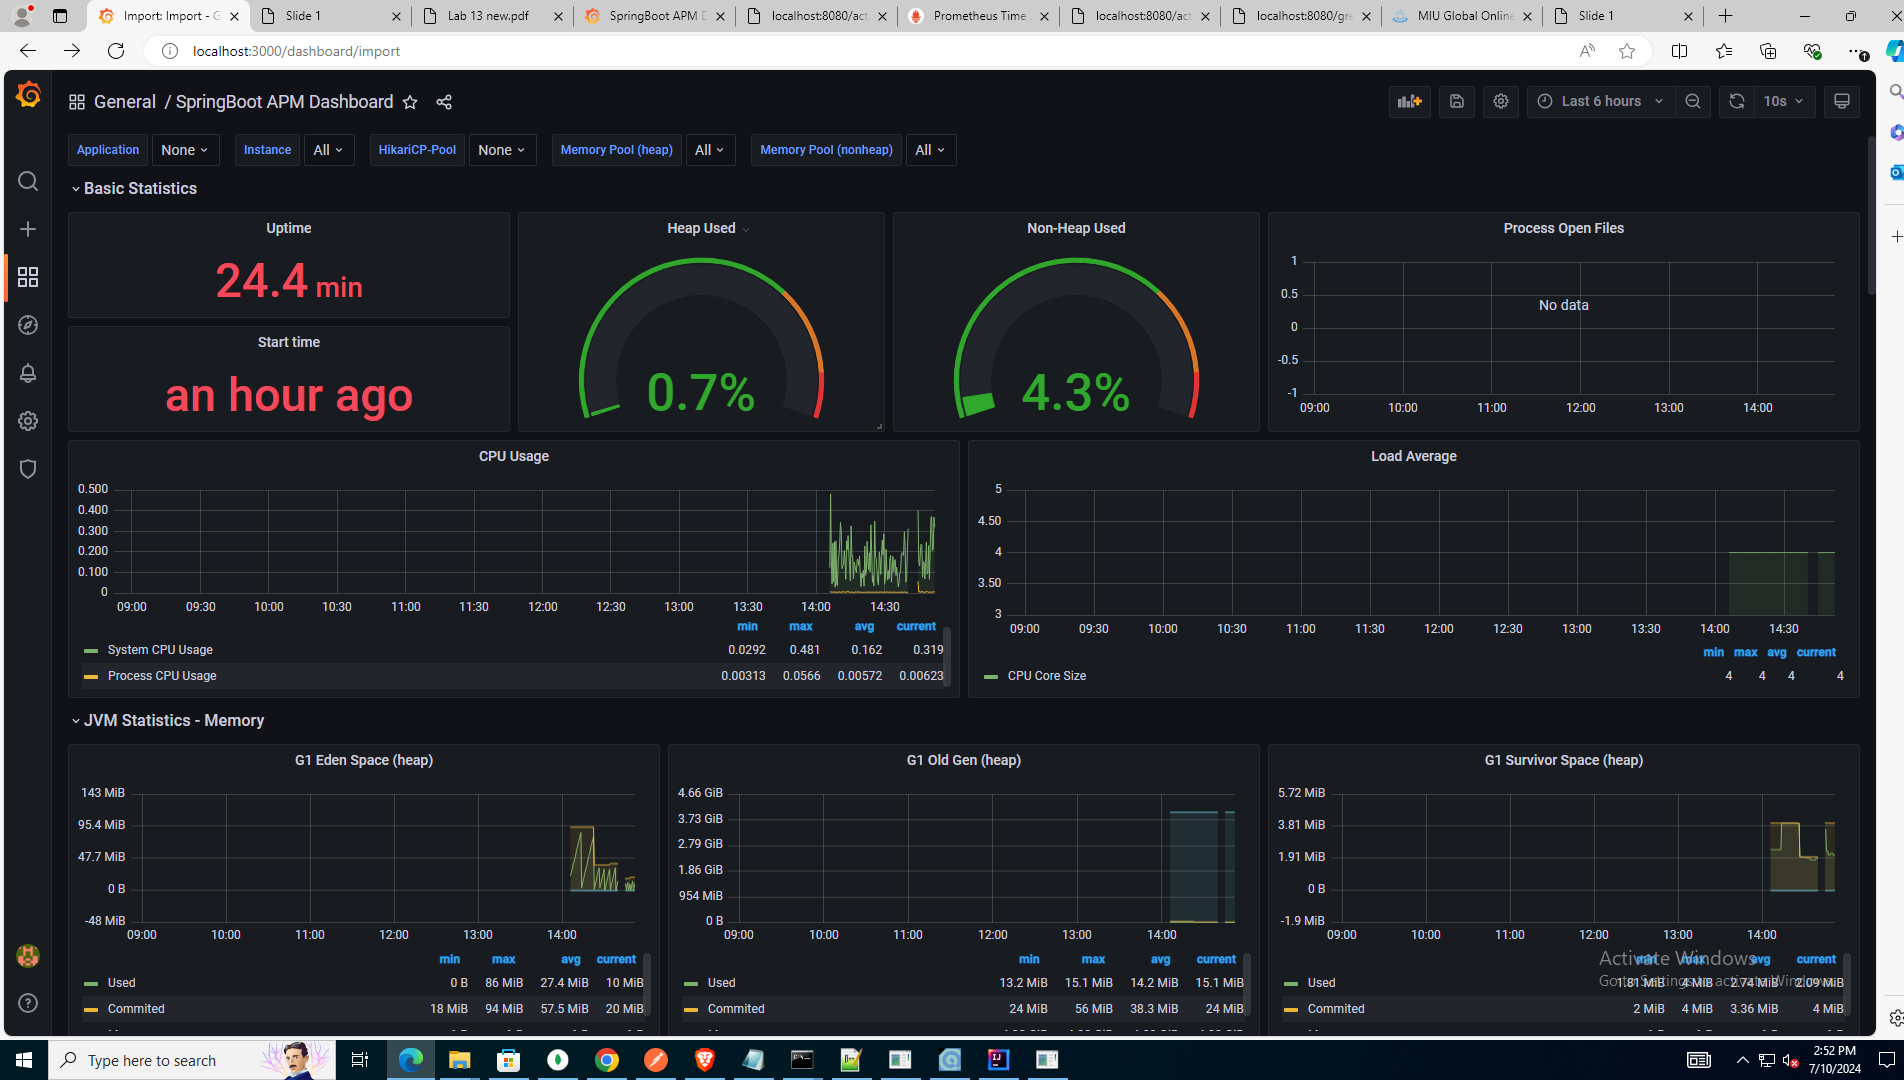 Import: Import - G
Slide 1
Lab 13 new.pdf
SpringBoot APM D
localhost:8080/act
Prometheus Time
localhost:8080/act
localhost:8080/gre
MIU Global Online
Slide 1
localhost:3000/dashboard/import
General / SpringBoot APM Dashboard
Last 6 hours
10s
Application None
Instance All
HikariCP-Pool None
Memory Pool (heap) All
Memory Pool (nonheap) All
Basic Statistics
Uptime
24.4 min
Start time
an hour ago
Heap Used
0.7%
Non-Heap Used
4.3%
Process Open Files
1
0.5
0
-0.5
-1
No data
09:00 10:00 11:00 12:00 13:00 14:00
CPU Usage
0.500
0.400
0.300
0.200
0.100
0
09:00 09:30 10:00 10:30 11:00 11:30 12:00 12:30 13:00 13:30 14:00 14:30
min max avg current
System CPU Usage 0.0292 0.481 0.162 0.319
Process CPU Usage 0.00313 0.0566 0.00572 0.00623
Load Average
5
4.50
4
3.50
3
09:00 09:30 10:00 10:30 11:00 11:30 12:00 12:30 13:00 13:30 14:00 14:30
min max avg current
CPU Core Size 4 4 4 4
JVM Statistics - Memory
G1 Eden Space (heap)
143 MiB
95.4 MiB
47.7 MiB
0 B
-48 MiB
09:00 10:00 11:00 12:00 13:00 14:00
min max avg current
Used 0 B 86 MiB 27.4 MiB 10 MiB
Commited 18 MiB 94 MiB 57.5 MiB 20 MiB
G1 Old Gen (heap)
4.66 GiB
3.73 GiB
2.79 GiB
1.86 GiB
954 MiB
0 B
09:00 10:00 11:00 12:00 13:00 14:00
min max avg current
Used 13.2 MiB 15.1 MiB 14.2 MiB 15.1 MiB
Commited 24 MiB 56 MiB 38.3 MiB 24 MiB
G1 Survivor Space (heap)
5.72 MiB
3.81 MiB
1.91 MiB
0 B
-1.9 MiB
09:00 10:00 11:00 12:00 13:00 14:00
min max avg current
Used 1.81 MiB 4 MiB 2.74 MiB 2.09 MiB
Commited 2 MiB 4 MiB 3.36 MiB 4 MiB
Activate Windows
Go to Settings to activate Windows.
Type here to search
2:52 PM
7/10/2024